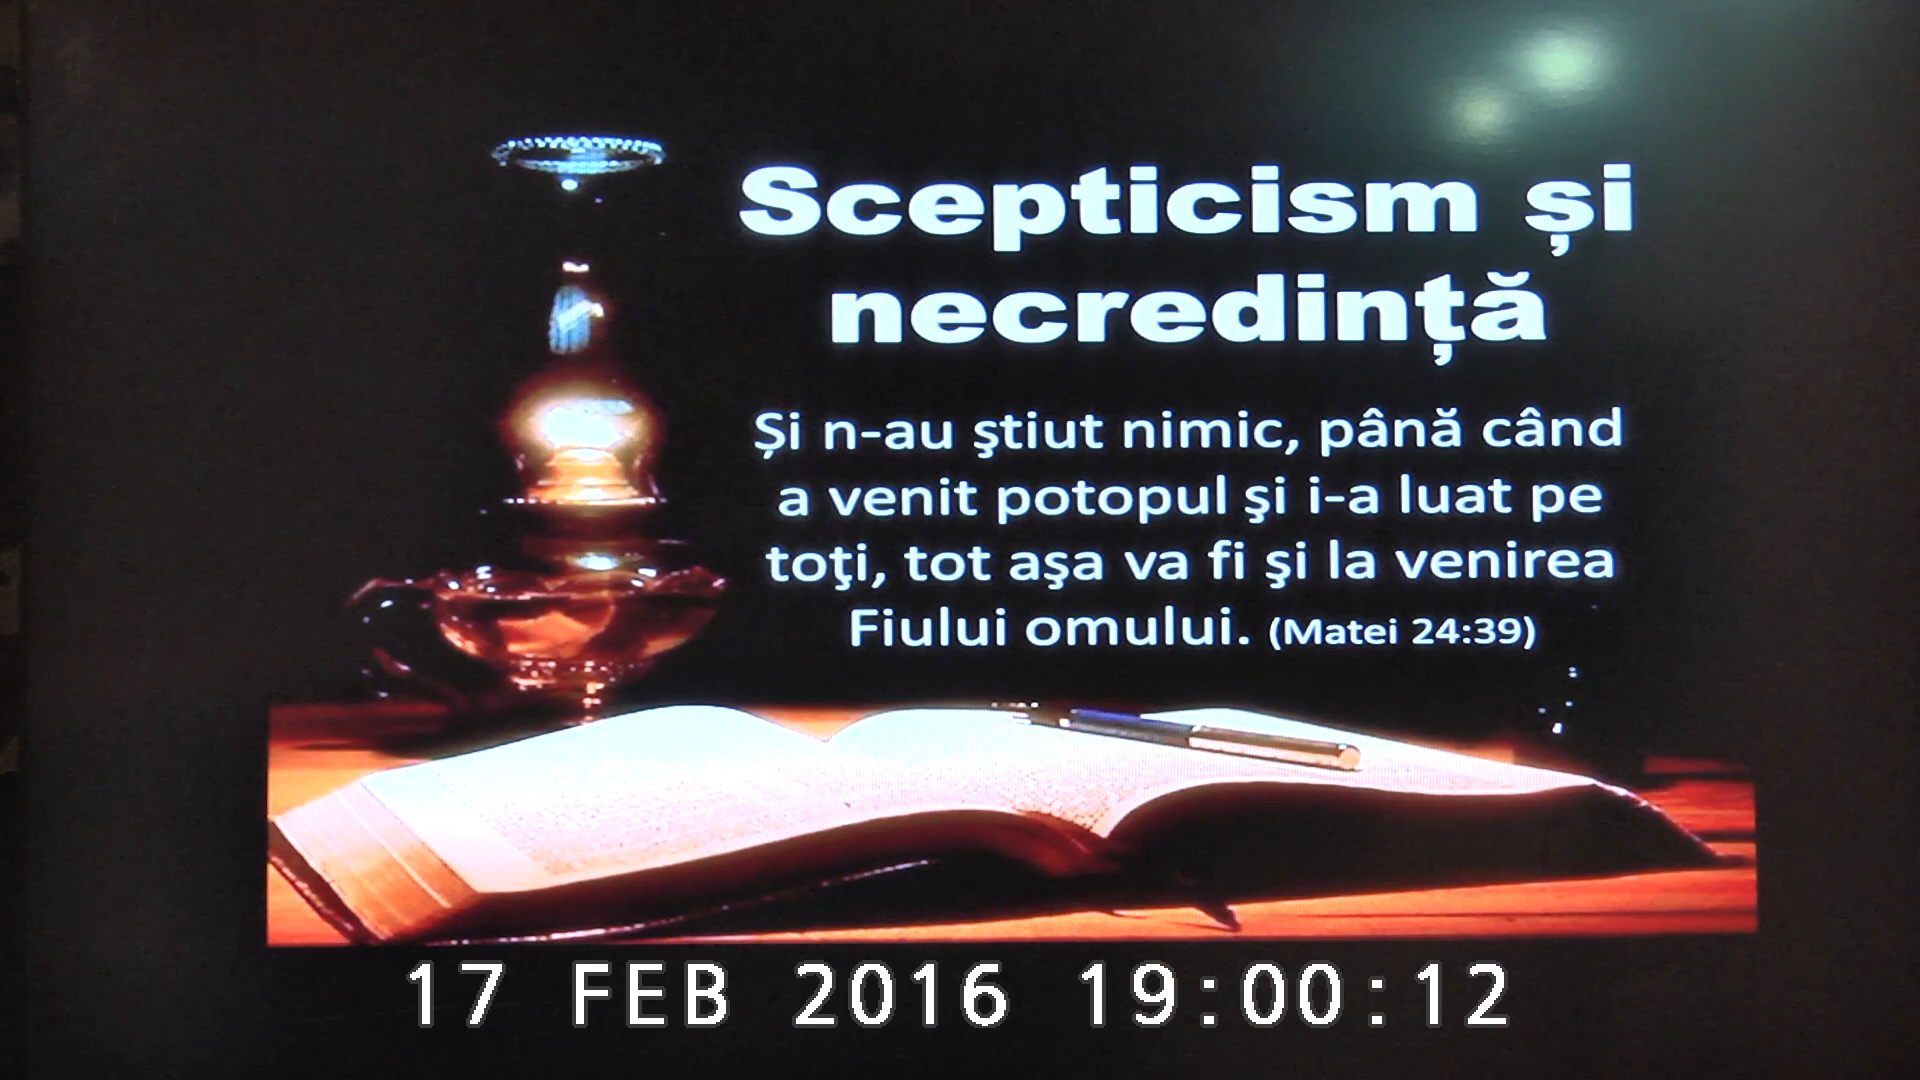 Scepticism și
necredință
Și n-au ştiut nimic, până când
a venit potopul şi i-a luat pe
toţi, tot aşa va fi şi la venirea
Fiului omului. (Matei 24:39)
17 FEB 2016 19:00:12